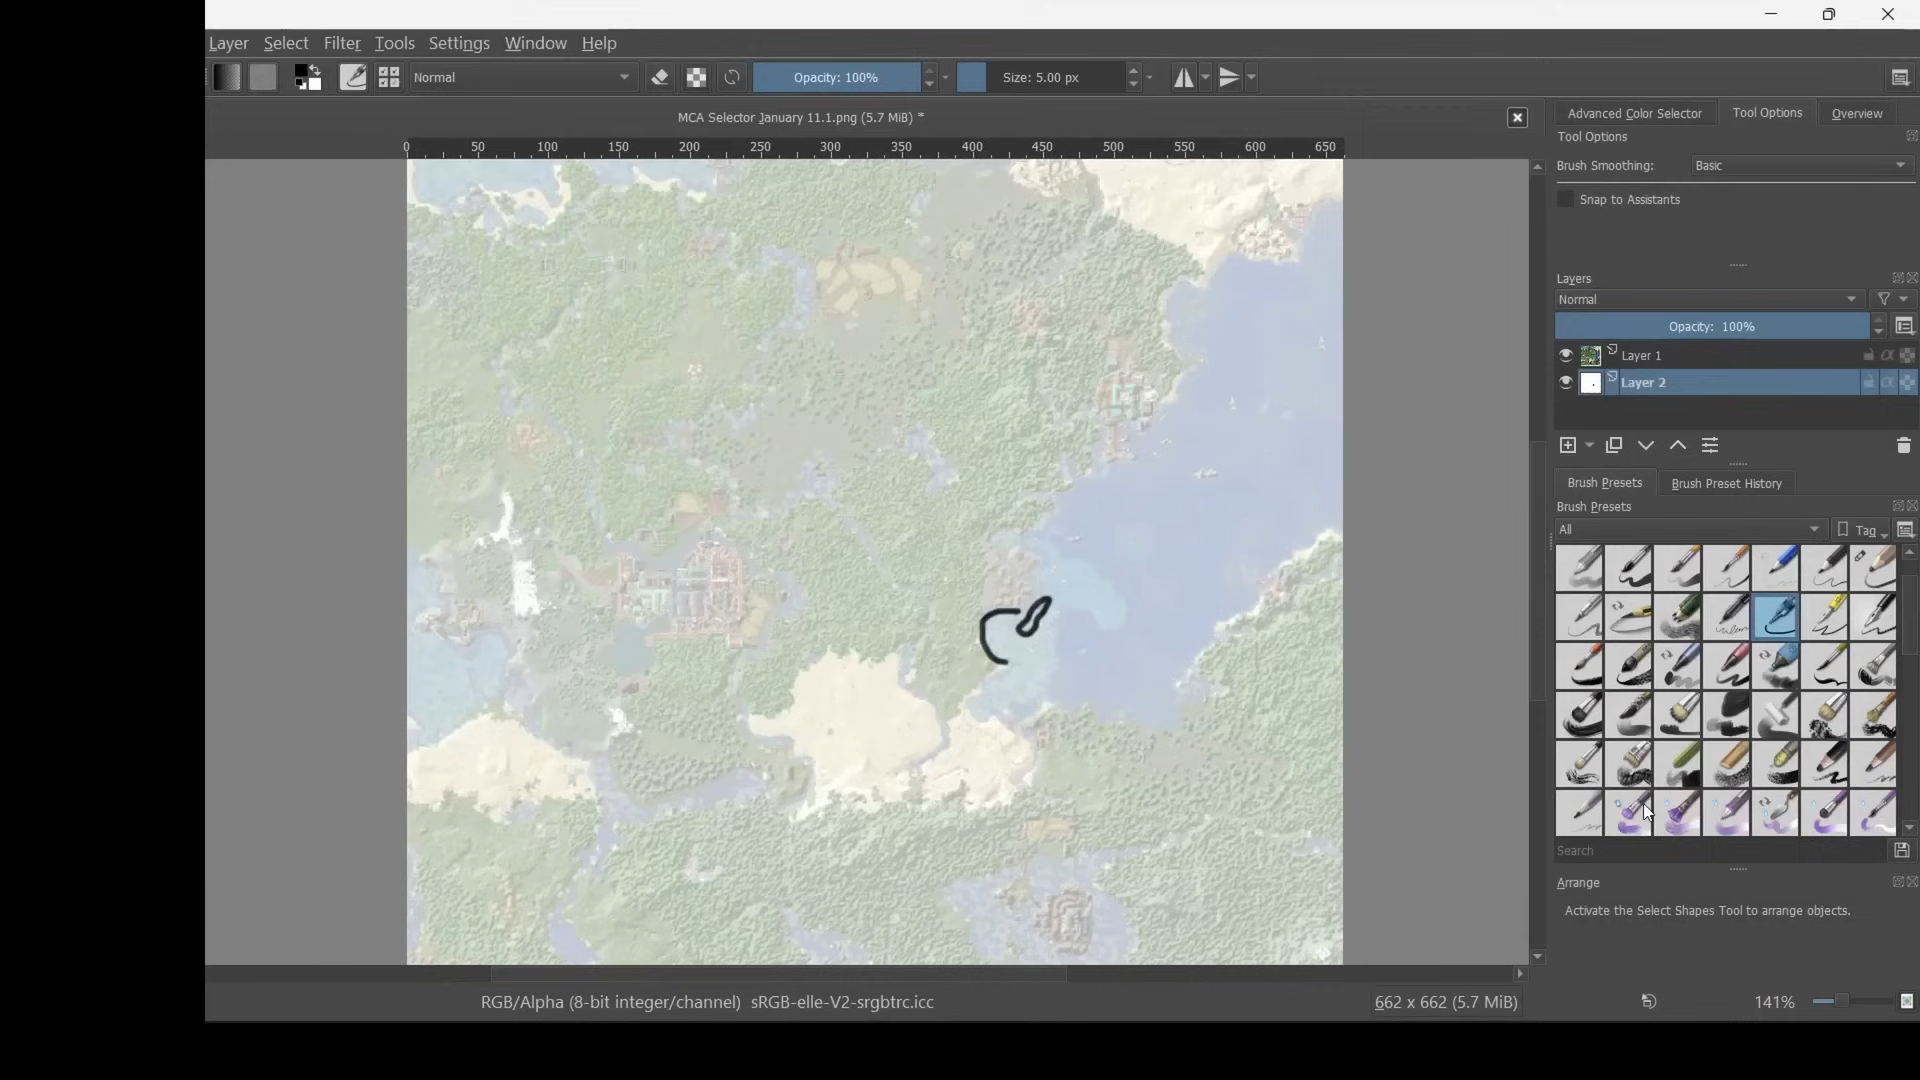 Layer Select Filter Tools Settings Window Help
Normal Opacity: 100% Size: 5.00 px
MCA Selector January 11.1.png (5.7 MiB) *
0 50 100 150 200 250 300 350 400 450 500 550 600 650
Advanced Color Selector Tool Options Overview
Tool Options
Brush Smoothing: Basic
Snap to Assistants
Layers
Normal
Opacity: 100%
Layer 1
Layer 2
Brush Presets Brush Preset History
Brush Presets
All Tag
Search
Arrange
Activate the Select Shapes Tool to arrange objects.
RGB/Alpha (8-bit integer/channel) sRGB-elle-V2-srgbtrc.icc 662 x 662 (5.7 MiB) 141%